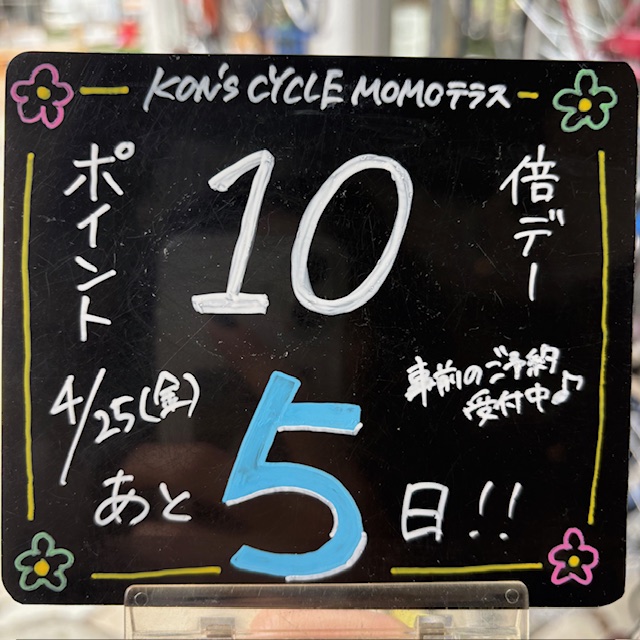 KON'S CYCLE MOMOテラス
ポイント
10
倍デー
4/25(金)
事前のご予約
受付中♪
あと5日!!